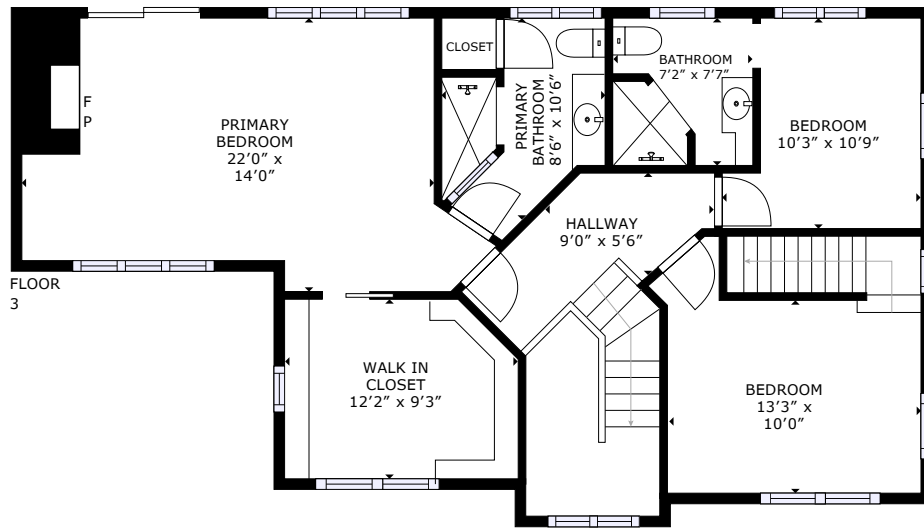 CLOSET
BATHROOM
7'2" x 7'7"
F
P
PRIMARY
BEDROOM
22'0" x
14'0"
PRIMARY
BATHROOM
8'6" x 10'6"
BEDROOM
10'3" x 10'9"
HALLWAY
9'0" x 5'6"
FLOOR
3
WALK IN
CLOSET
12'2" x 9'3"
BEDROOM
13'3" x
10'0"